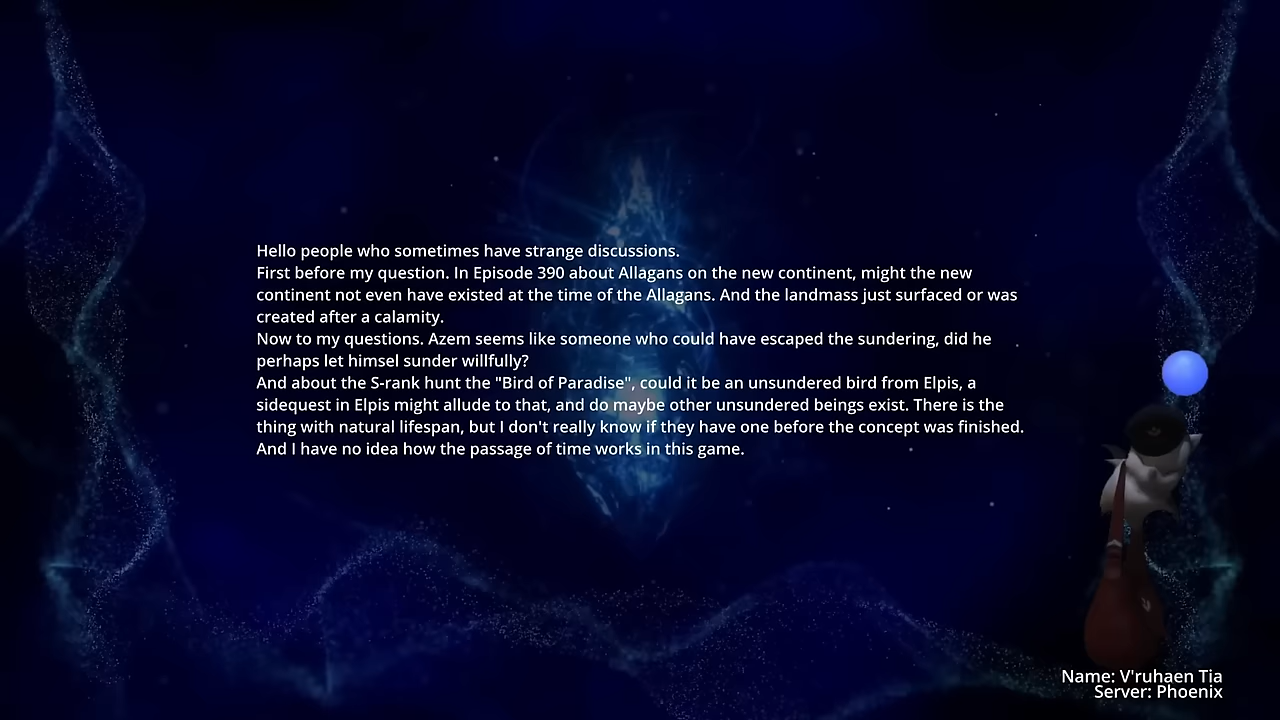 Hello people who sometimes have strange discussions.
First before my question. In Episode 390 about Allagans on the new continent, might the new
continent not even have existed at the time of the Allagans. And the landmass just surfaced or was
created after a calamity.
Now to my questions. Azem seems like someone who could have escaped the sundering, did he
perhaps let himsel sunder willfully?
And about the S-rank hunt the "Bird of Paradise", could it be an unsundered bird from Elpis, a
sidequest in Elpis might allude to that, and do maybe other unsundered beings exist. There is the
thing with natural lifespan, but I don't really know if they have one before the concept was finished.
And I have no idea how the passage of time works in this game.
Name: V'ruhaen Tia
Server: Phoenix